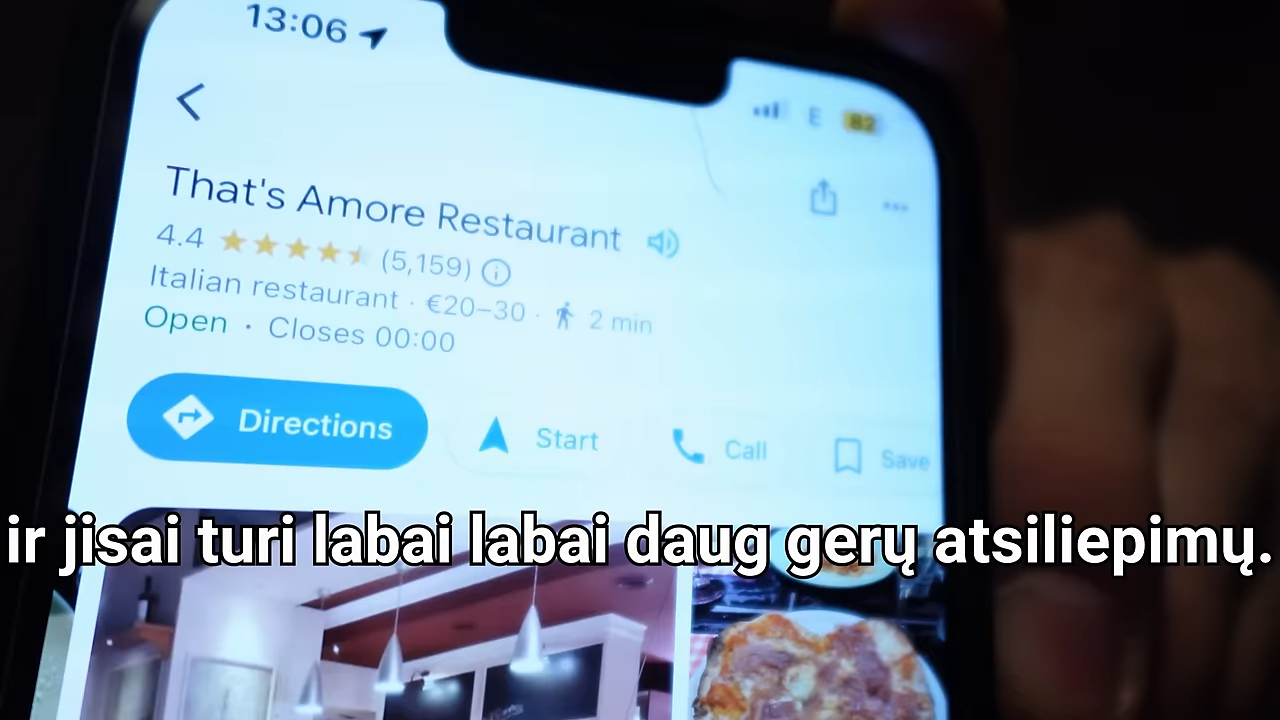 13:06
E 82
That's Amore Restaurant
4.4 (5,159)
Italian restaurant · €20–30 · 2 min
Open · Closes 00:00
Directions Start Call Save
ir jisai turi labai labai daug gerų atsiliepimų.